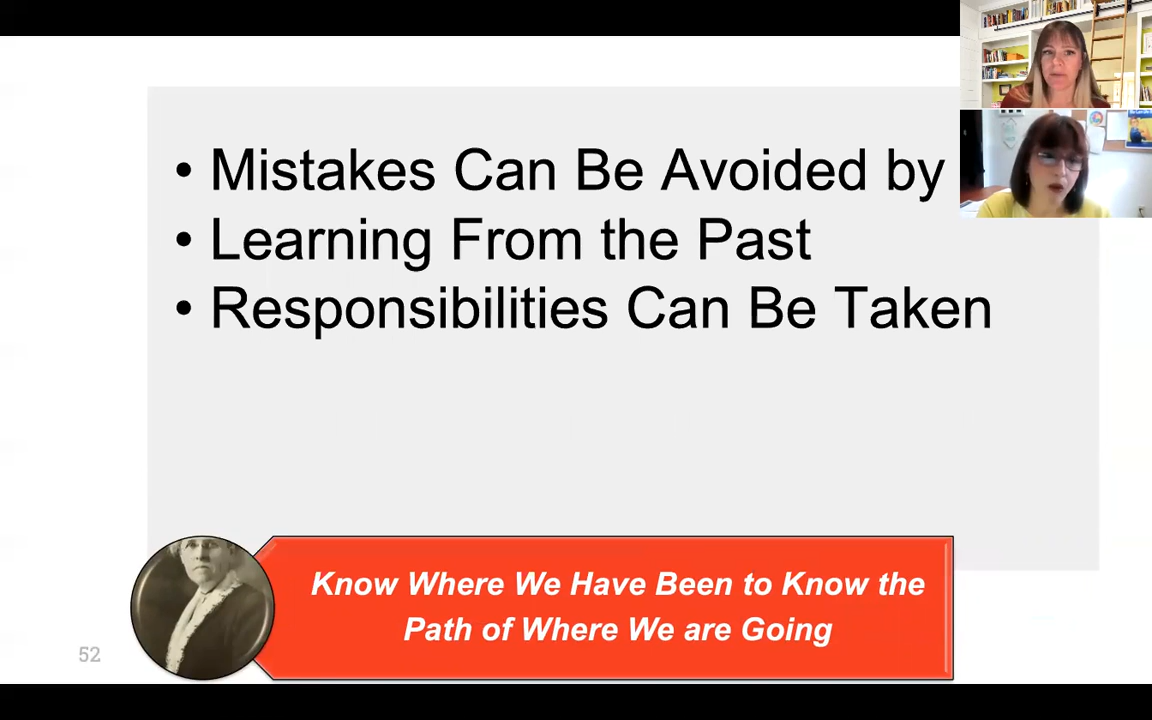 • Mistakes Can Be Avoided by
• Learning From the Past
• Responsibilities Can Be Taken
Know Where We Have Been to Know the
Path of Where We are Going
52